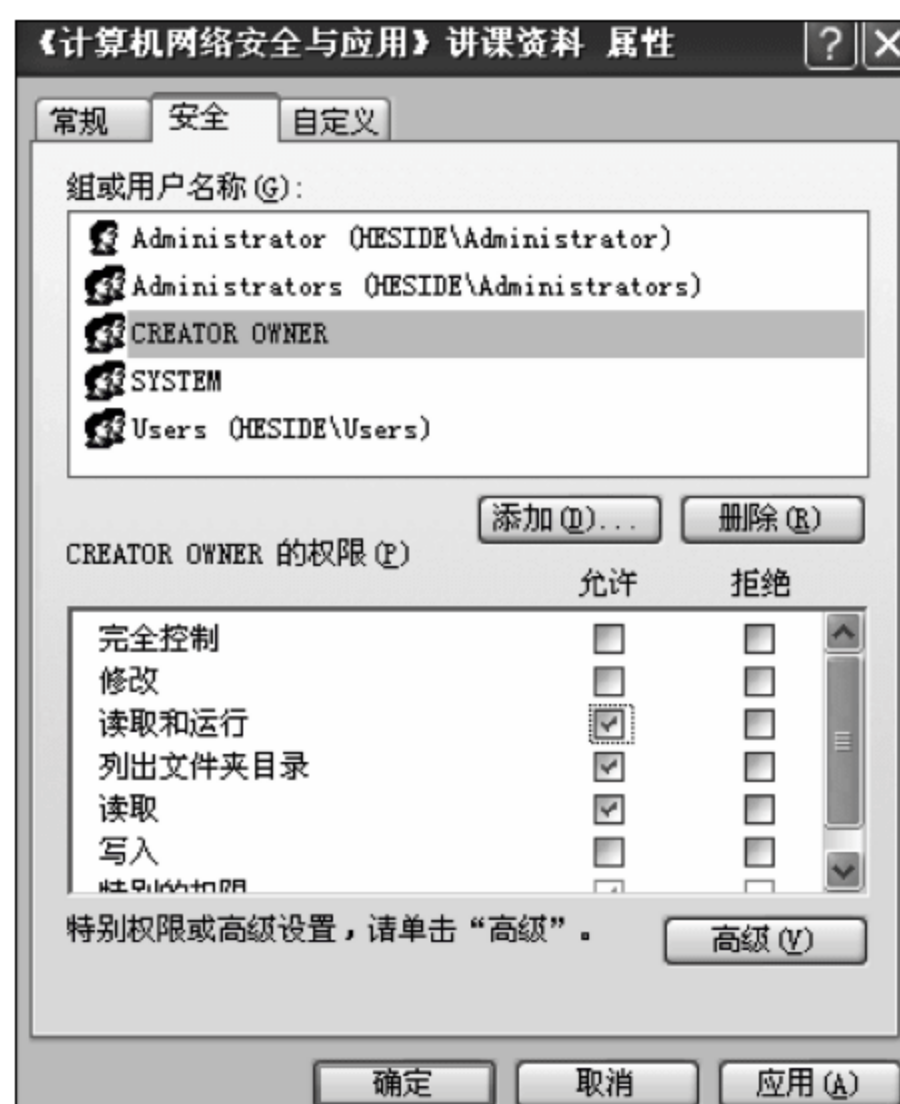 《计算机网络安全与应用》讲课资料 属性
常规 安全 自定义
组或用户名称(G):
Administrator (HESIDE\Administrator)
Administrators (HESIDE\Administrators)
CREATOR OWNER
SYSTEM
Users (HESIDE\Users)
添加(D)... 删除(R)
CREATOR OWNER 的权限(P)
允许 拒绝
完全控制
修改
读取和运行
列出文件夹目录
读取
写入
特别的权限
特别权限或高级设置，请单击“高级”。
高级(V)
确定 取消 应用(A)